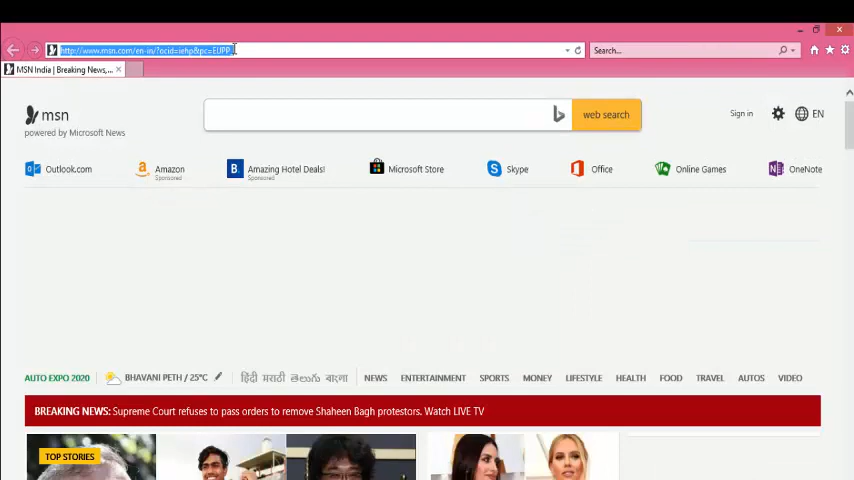 http://www.msn.com/en-in/?ocid=iehp&pc=EUPP_
Search...
MSN India | Breaking News,...
msn
powered by Microsoft News
web search
Sign in
EN
Outlook.com
Amazon
Sponsored
Amazing Hotel Deals!
Sponsored
Microsoft Store
Skype
Office
Online Games
OneNote
AUTO EXPO 2020
BHAVANI PETH / 25°C
हिंदी मराठी తెలుగు বাংলা
NEWS ENTERTAINMENT SPORTS MONEY LIFESTYLE HEALTH FOOD TRAVEL AUTOS VIDEO
BREAKING NEWS: Supreme Court refuses to pass orders to remove Shaheen Bagh protestors. Watch LIVE TV
TOP STORIES